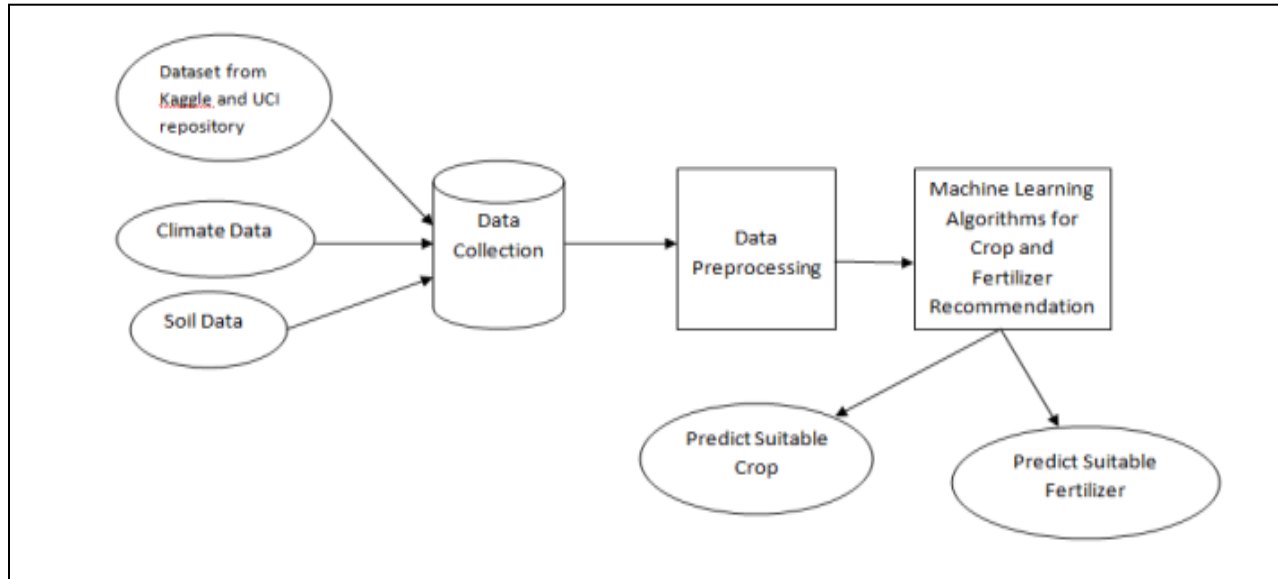 Dataset from
Kaggle and UCI
repository
Climate Data
Soil Data
Data
Collection
Data
Preprocessing
Machine Learning
Algorithms for
Crop and
Fertilizer
Recommendation
Predict Suitable
Crop
Predict Suitable
Fertilizer